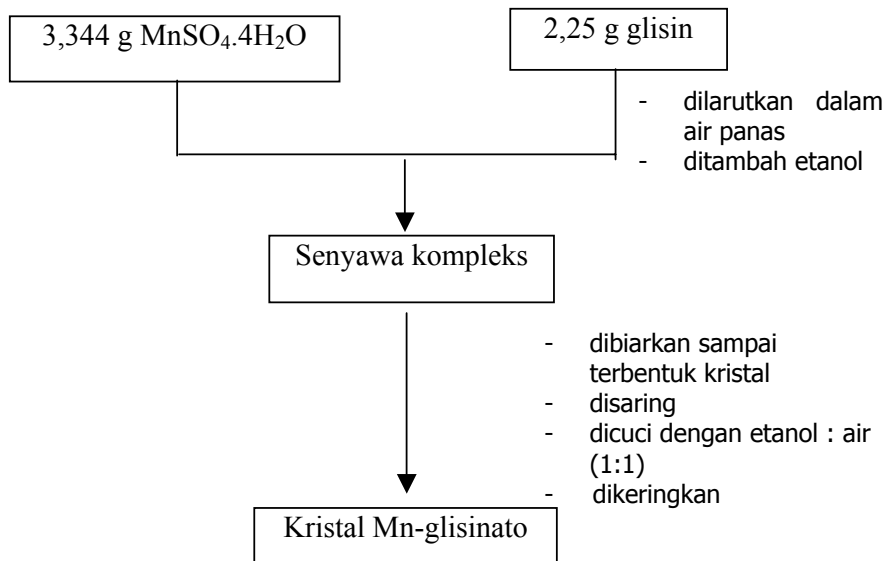 3,344 g MnSO₄.4H₂O
2,25 g glisin
- dilarutkan dalam
air panas
- ditambah etanol
Senyawa kompleks
- dibiarkan sampai
terbentuk kristal
- disaring
- dicuci dengan etanol : air
(1:1)
- dikeringkan
Kristal Mn-glisinato